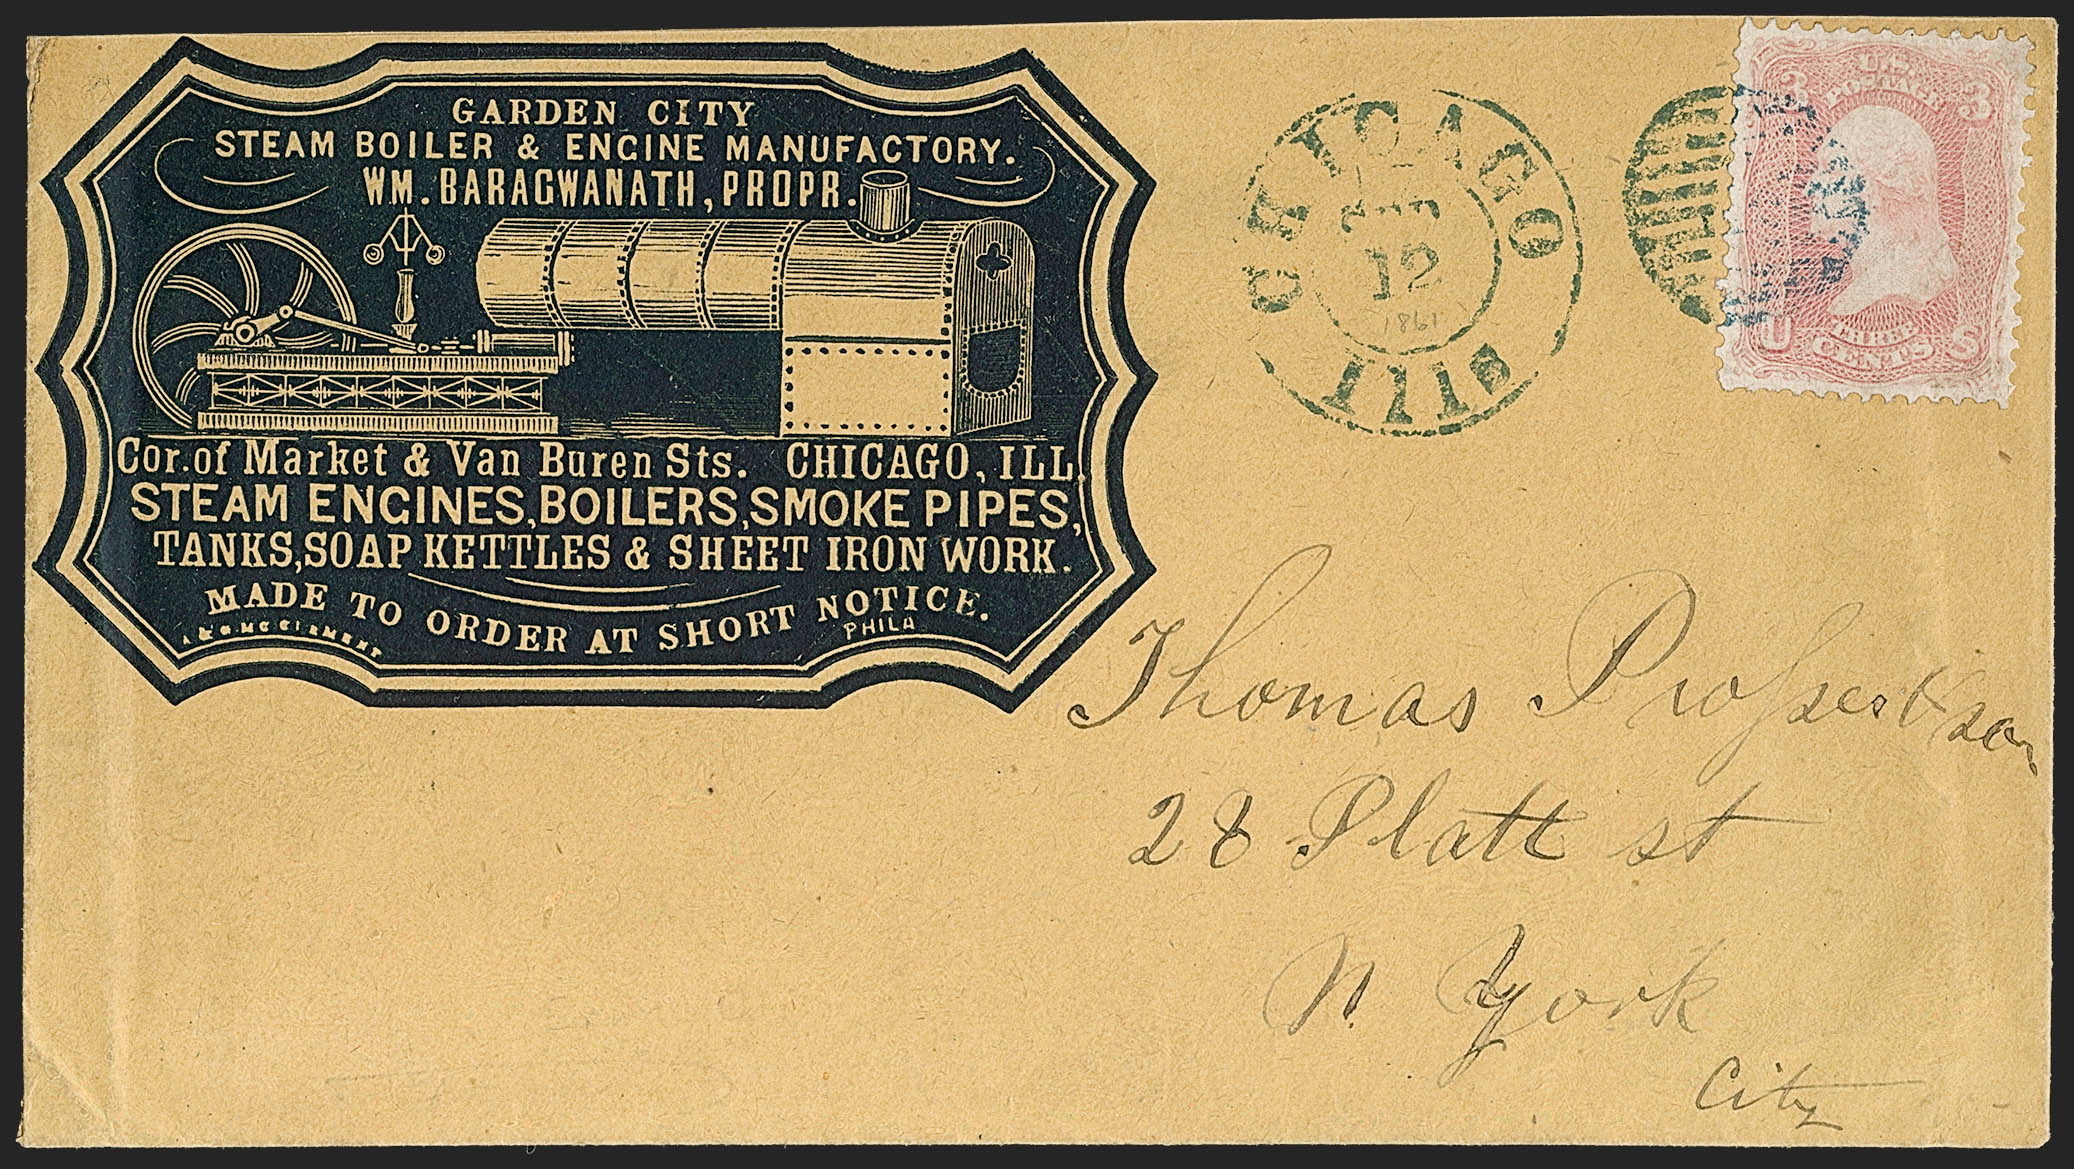 GARDEN CITY
STEAM BOILER & ENGINE MANUFACTORY.
WM. BARAGWANATH, PROPR.
Cor. of Market & Van Buren Sts. CHICAGO, ILL.
STEAM ENGINES, BOILERS, SMOKE PIPES,
TANKS, SOAP KETTLES & SHEET IRON WORK.
MADE TO ORDER AT SHORT NOTICE.
PHILA
CHICAGO
SEP
12
1861
ILL
U.S.
POSTAGE
3 3
U THREE S
CENTS
Thomas Prosser & son
28 Platt st
N. York
City